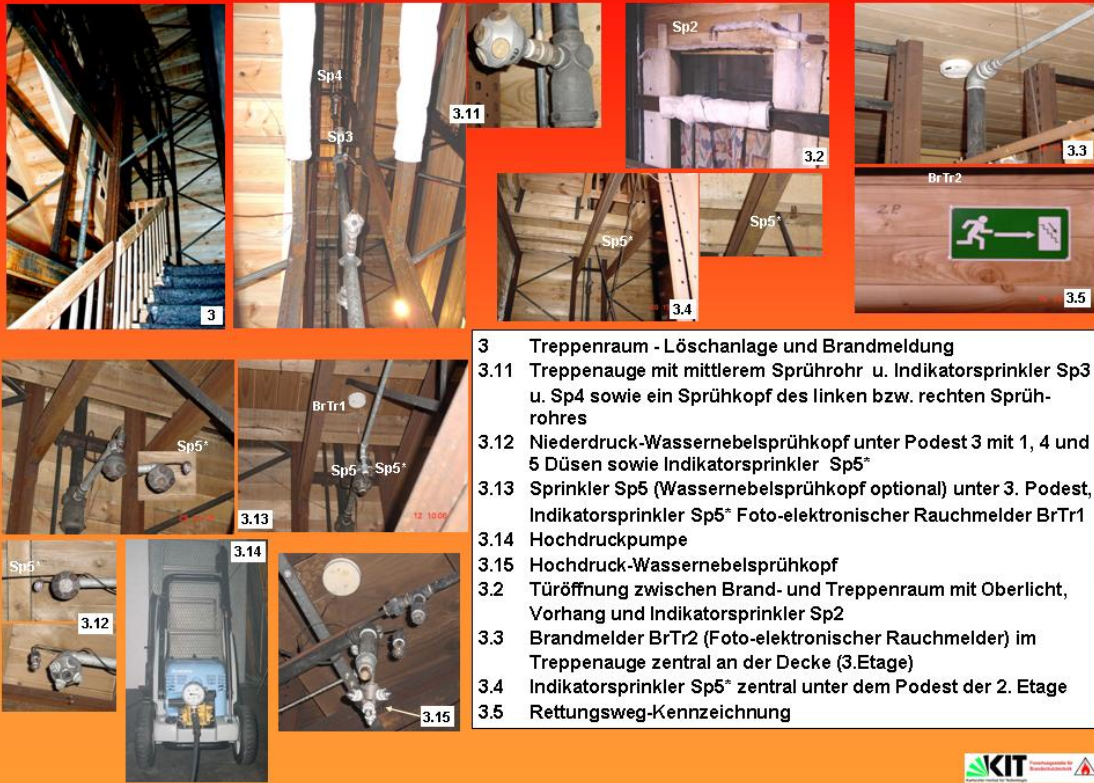 Sp4
Sp3
3
3.11
Sp2
3.2
3.3
Sp5*
3.4
Sp5*
BrTr2
2.P
3.5
Sp5*
BrTr1
Sp5
Sp5*
12 10:06
3.13
Sp5*
3.12
3.14
3.15
3 Treppenraum - Löschanlage und Brandmeldung
3.11 Treppenauge mit mittlerem Sprührohr u. Indikatorsprinkler Sp3
u. Sp4 sowie ein Sprühkopf des linken bzw. rechten Sprüh-
rohres
3.12 Niederdruck-Wassernebelsprühkopf unter Podest 3 mit 1, 4 und
5 Düsen sowie Indikatorsprinkler Sp5*
3.13 Sprinkler Sp5 (Wassernebelsprühkopf optional) unter 3. Podest,
Indikatorsprinkler Sp5* Foto-elektronischer Rauchmelder BrTr1
3.14 Hochdruckpumpe
3.15 Hochdruck-Wassernebelsprühkopf
3.2 Türöffnung zwischen Brand- und Treppenraum mit Oberlicht,
Vorhang und Indikatorsprinkler Sp2
3.3 Brandmelder BrTr2 (Foto-elektronischer Rauchmelder) im
Treppenauge zentral an der Decke (3.Etage)
3.4 Indikatorsprinkler Sp5* zentral unter dem Podest der 2. Etage
3.5 Rettungsweg-Kennzeichnung
KIT
Forschungsstelle für
Brandschutztechnik